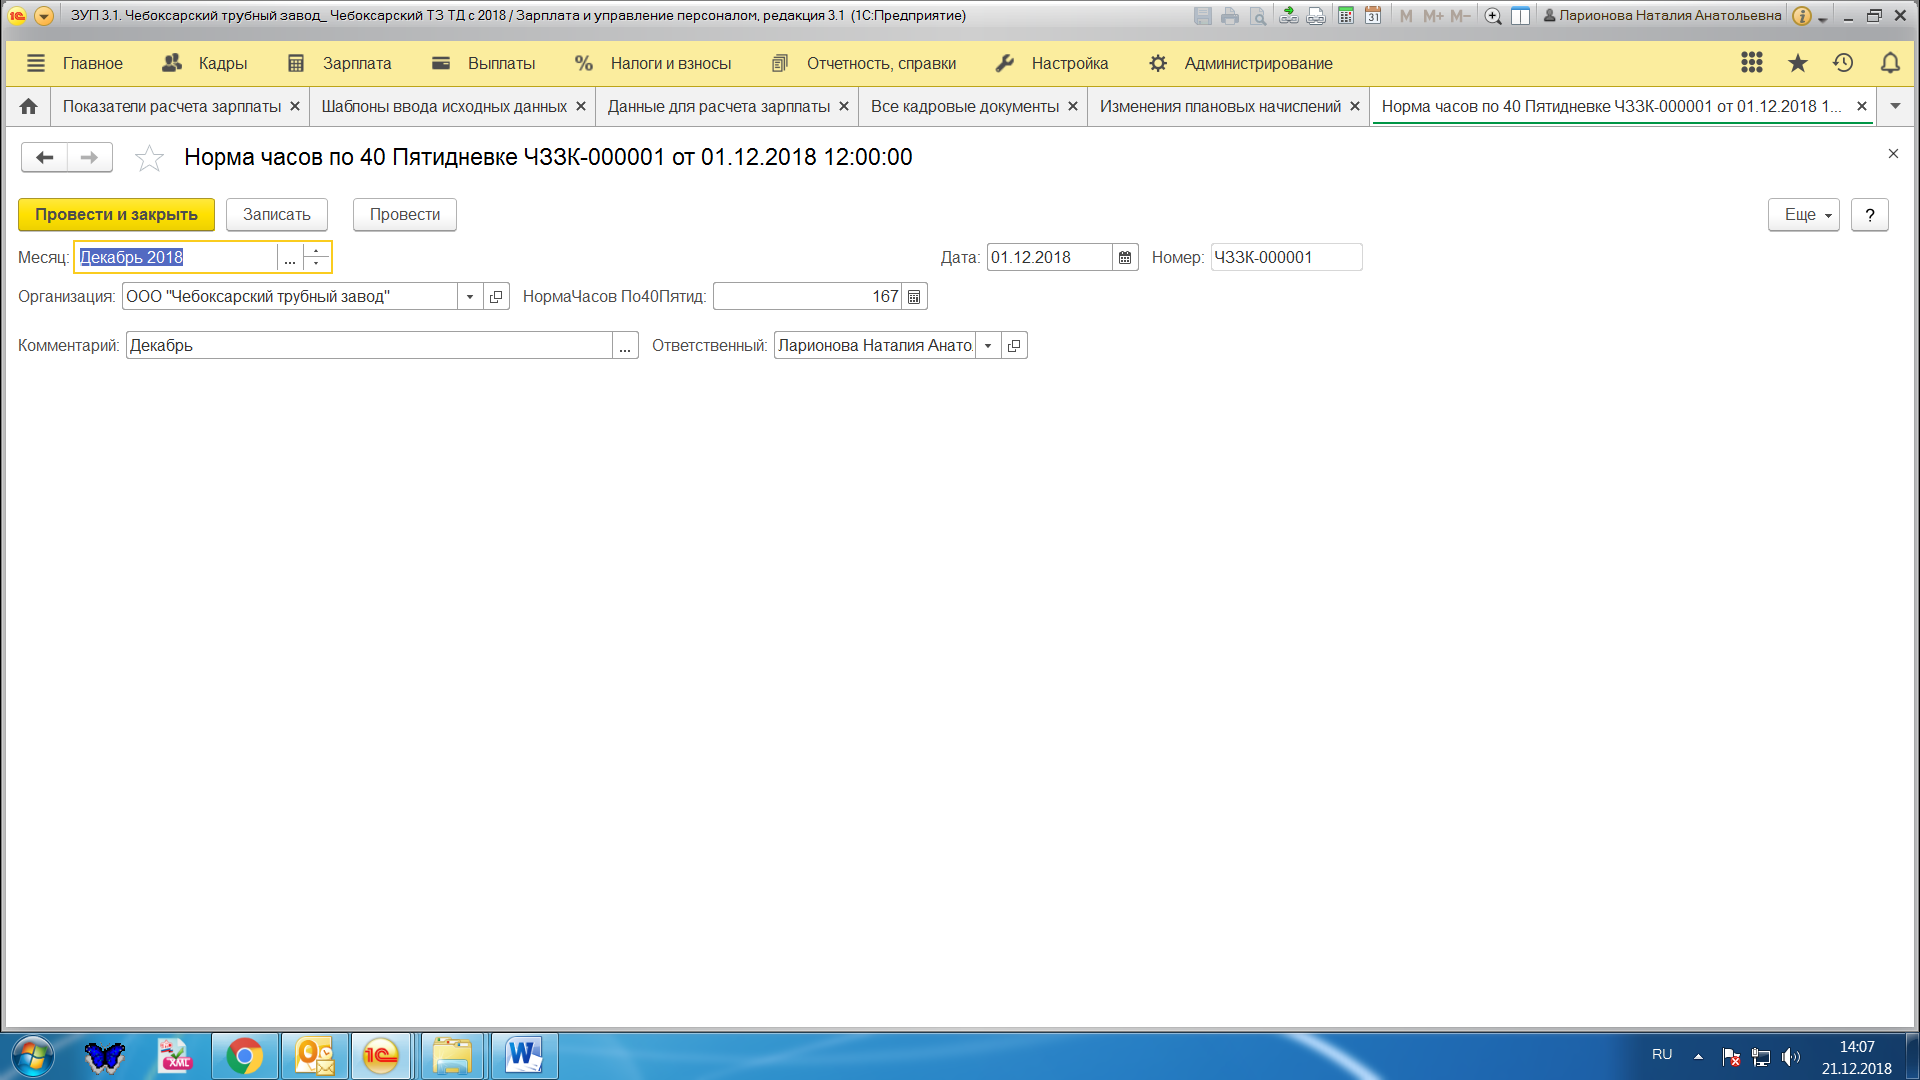 ЗУП 3.1. Чебоксарский трубный завод_ Чебоксарский ТЗ ТД с 2018 / Зарплата и управление персоналом, редакция 3.1 (1С:Предприятие)
31 M M+ M− Ларионова Наталия Анатольевна
Главное Кадры Зарплата Выплаты Налоги и взносы Отчетность, справки Настройка Администрирование
Показатели расчета зарплаты Шаблоны ввода исходных данных Данные для расчета зарплаты Все кадровые документы Изменения плановых начислений Норма часов по 40 Пятидневке ЧЗЗК-000001 от 01.12.2018 1...
Норма часов по 40 Пятидневке ЧЗЗК-000001 от 01.12.2018 12:00:00
Провести и закрыть Записать Провести Еще ?
Месяц: Декабрь 2018 ... Дата: 01.12.2018 Номер: ЧЗЗК-000001
Организация: ООО "Чебоксарский трубный завод" НормаЧасов По40Пятид: 167
Комментарий: Декабрь ... Ответственный: Ларионова Наталия Анато
XML 1С W RU 14:07
21.12.2018